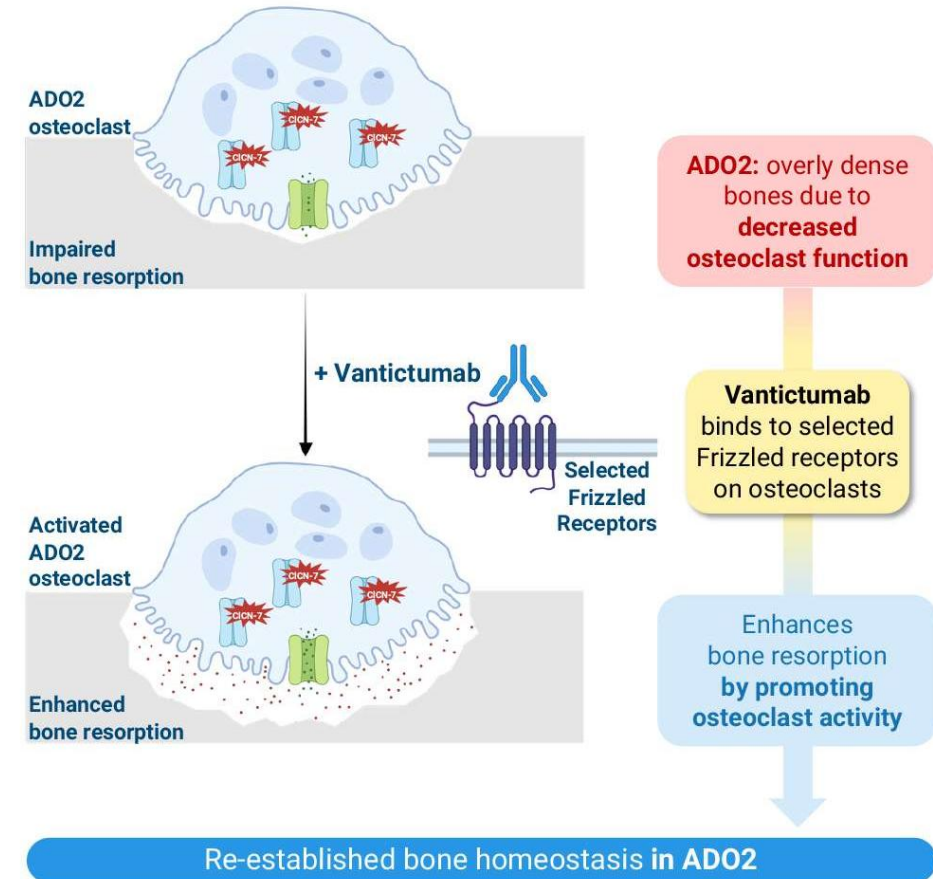 ADO2
osteoclast
ClCN-7
ClCN-7
ClCN-7
Impaired
bone resorption
ADO2: overly dense
bones due to
decreased
osteoclast function
+ Vantictumab
Selected
Frizzled
Receptors
Vantictumab
binds to selected
Frizzled receptors
on osteoclasts
Activated
ADO2
osteoclast
ClCN-7
ClCN-7
ClCN-7
Enhanced
bone resorption
Enhances
bone resorption
by promoting
osteoclast activity
Re-established bone homeostasis in ADO2